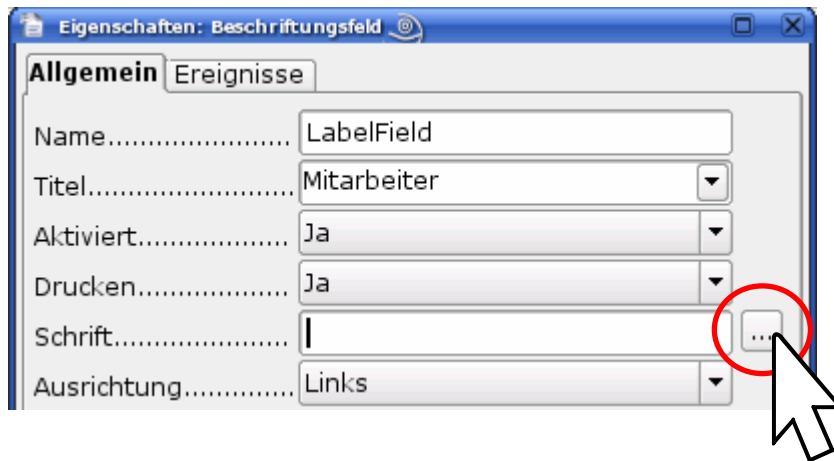 Eigenschaften: Beschriftungsfeld
Allgemein Ereignisse
Name....................... LabelField
Titel.......................... Mitarbeiter
Aktiviert.................... Ja
Drucken................... Ja
Schrift...................... ...
Ausrichtung.............. Links